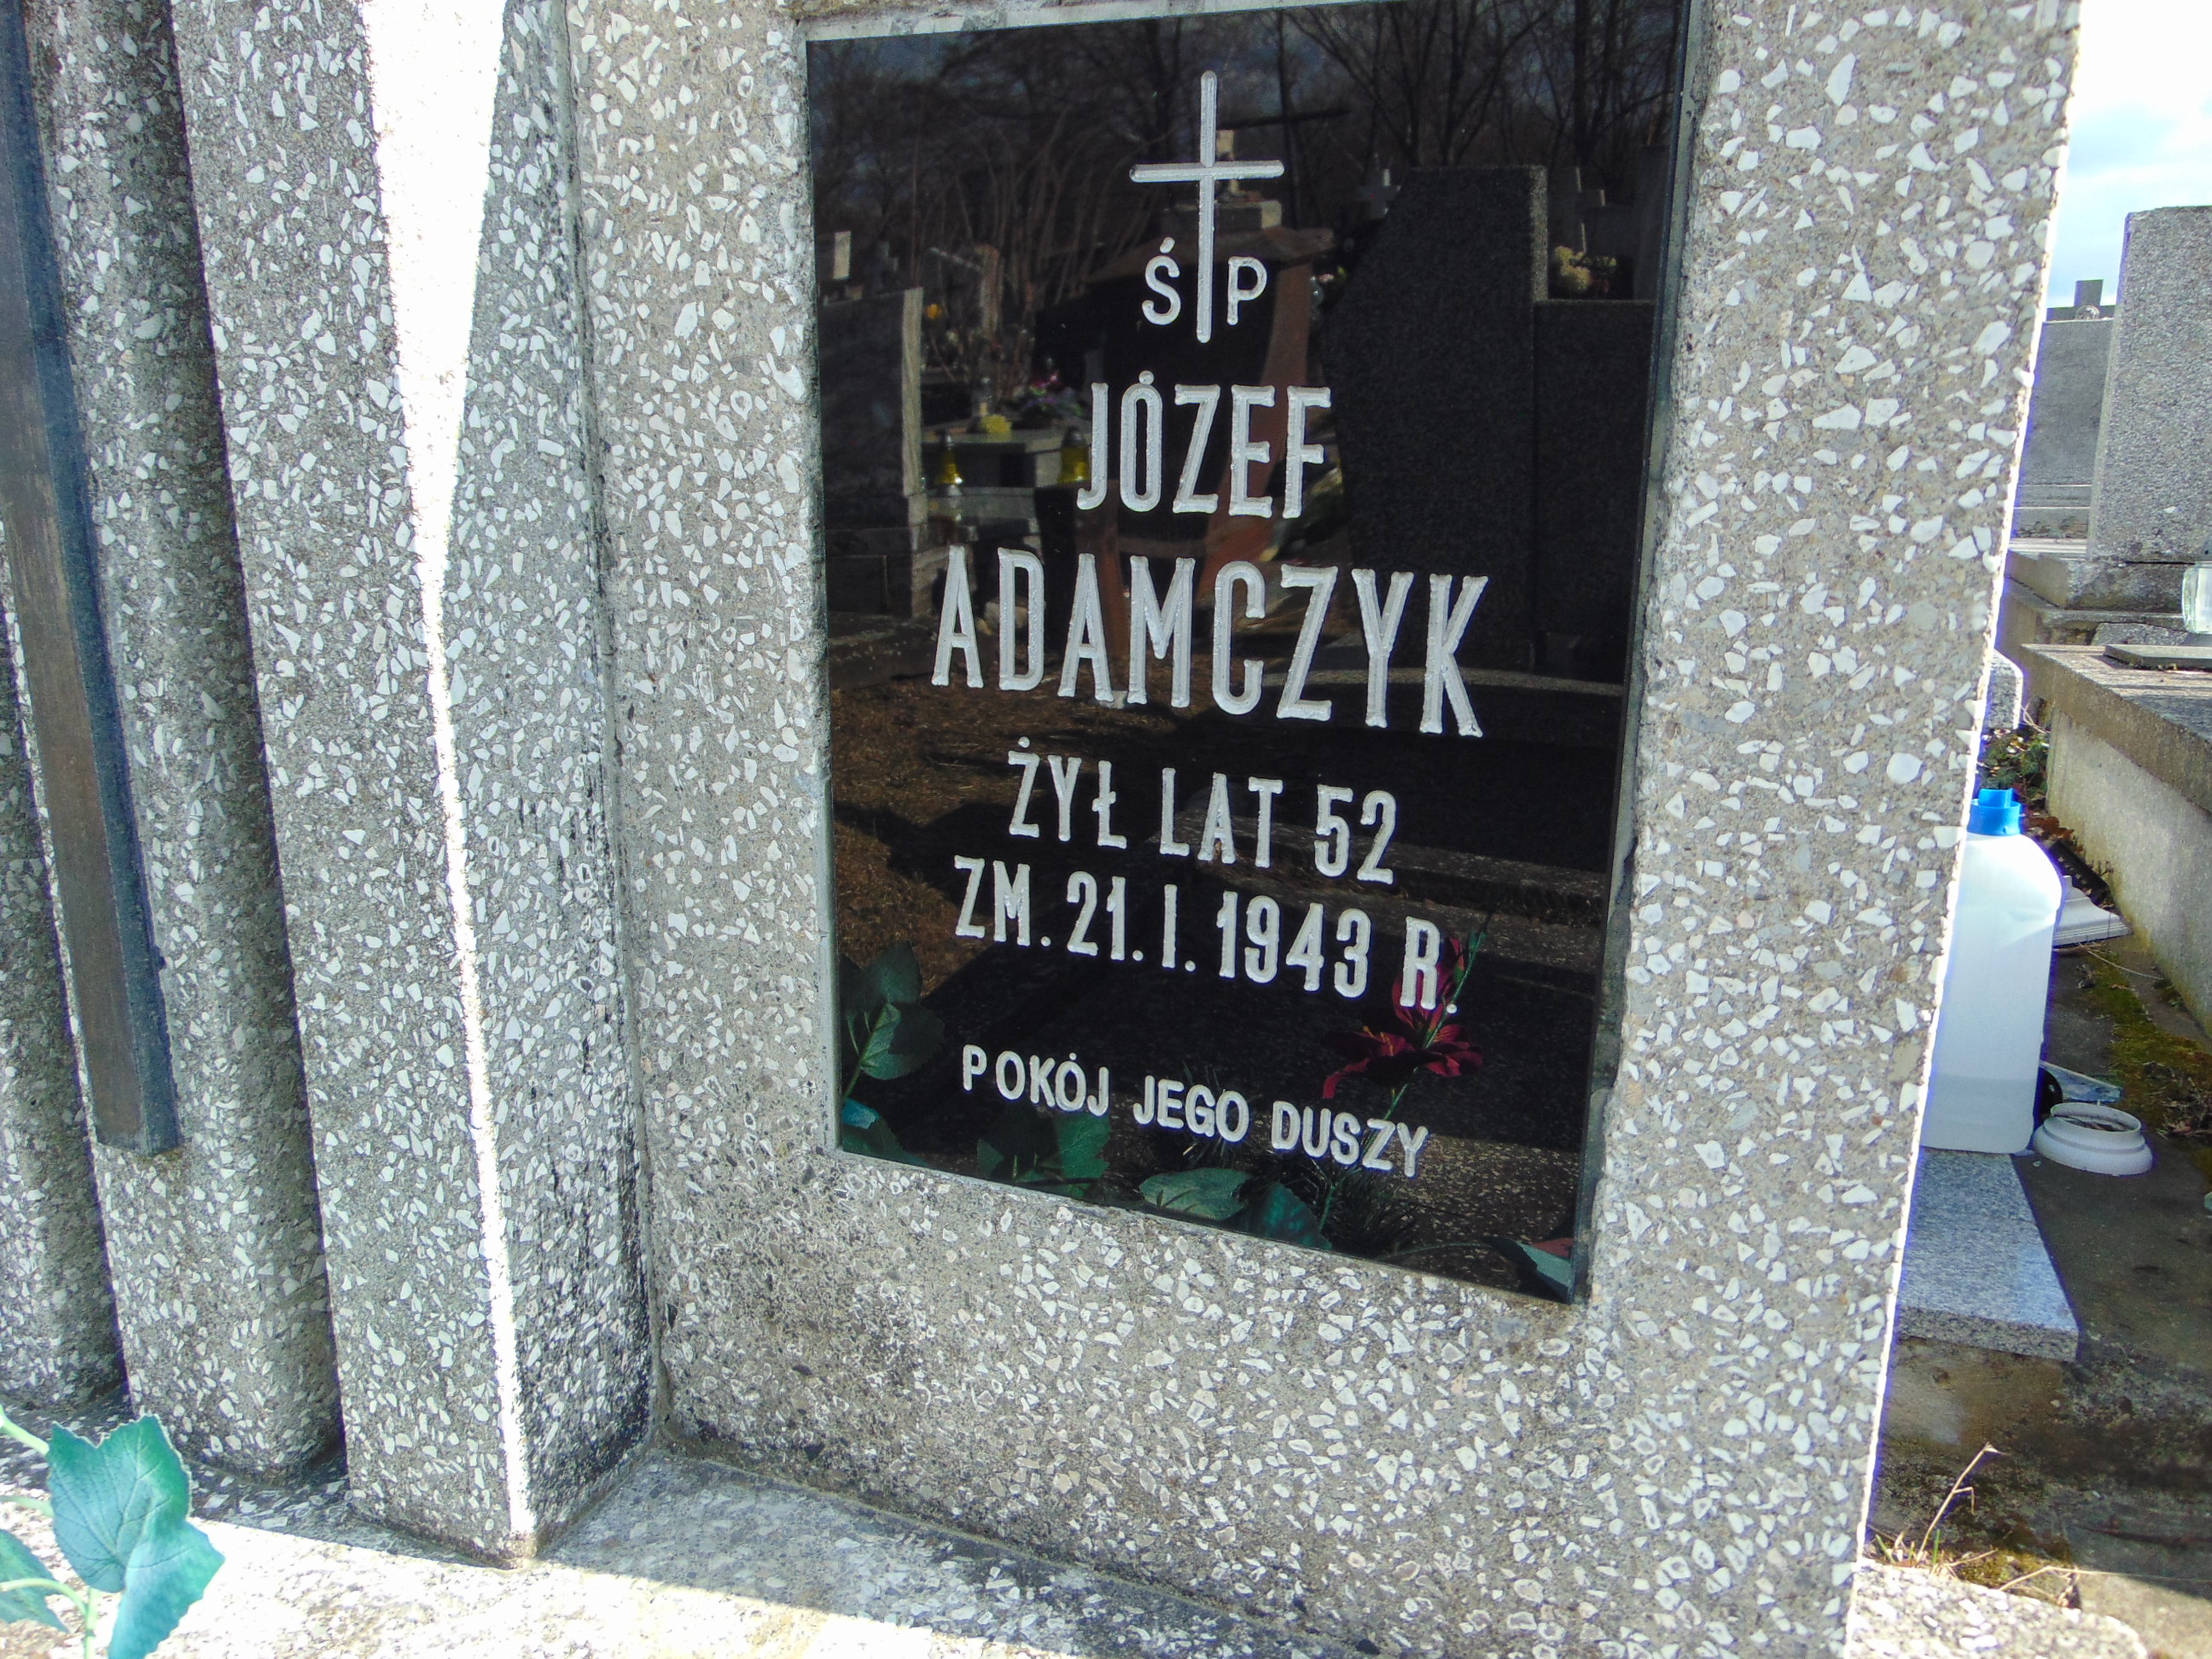 Ś P
JÓZEF
ADAMCZYK
ŻYŁ LAT 52
ZM. 21. I. 1943 R.
POKÓJ JEGO DUSZY